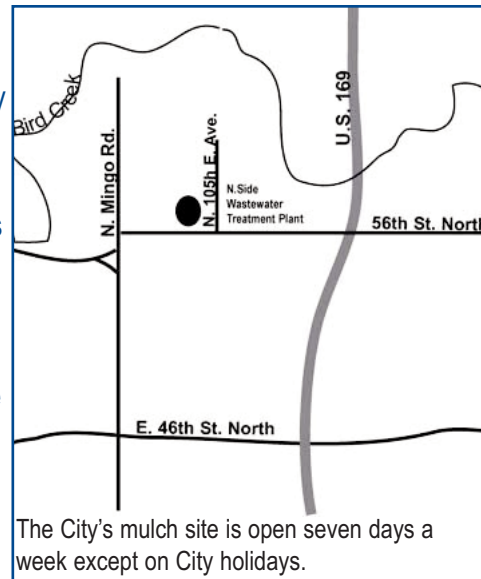 Bird Creek
N. Mingo Rd.
N. 105h E. Ave.
U.S. 169
N.Side
Wastewater
Treatment Plant
56th St. North
E. 46th St. North
The City's mulch site is open seven days a
week except on City holidays.